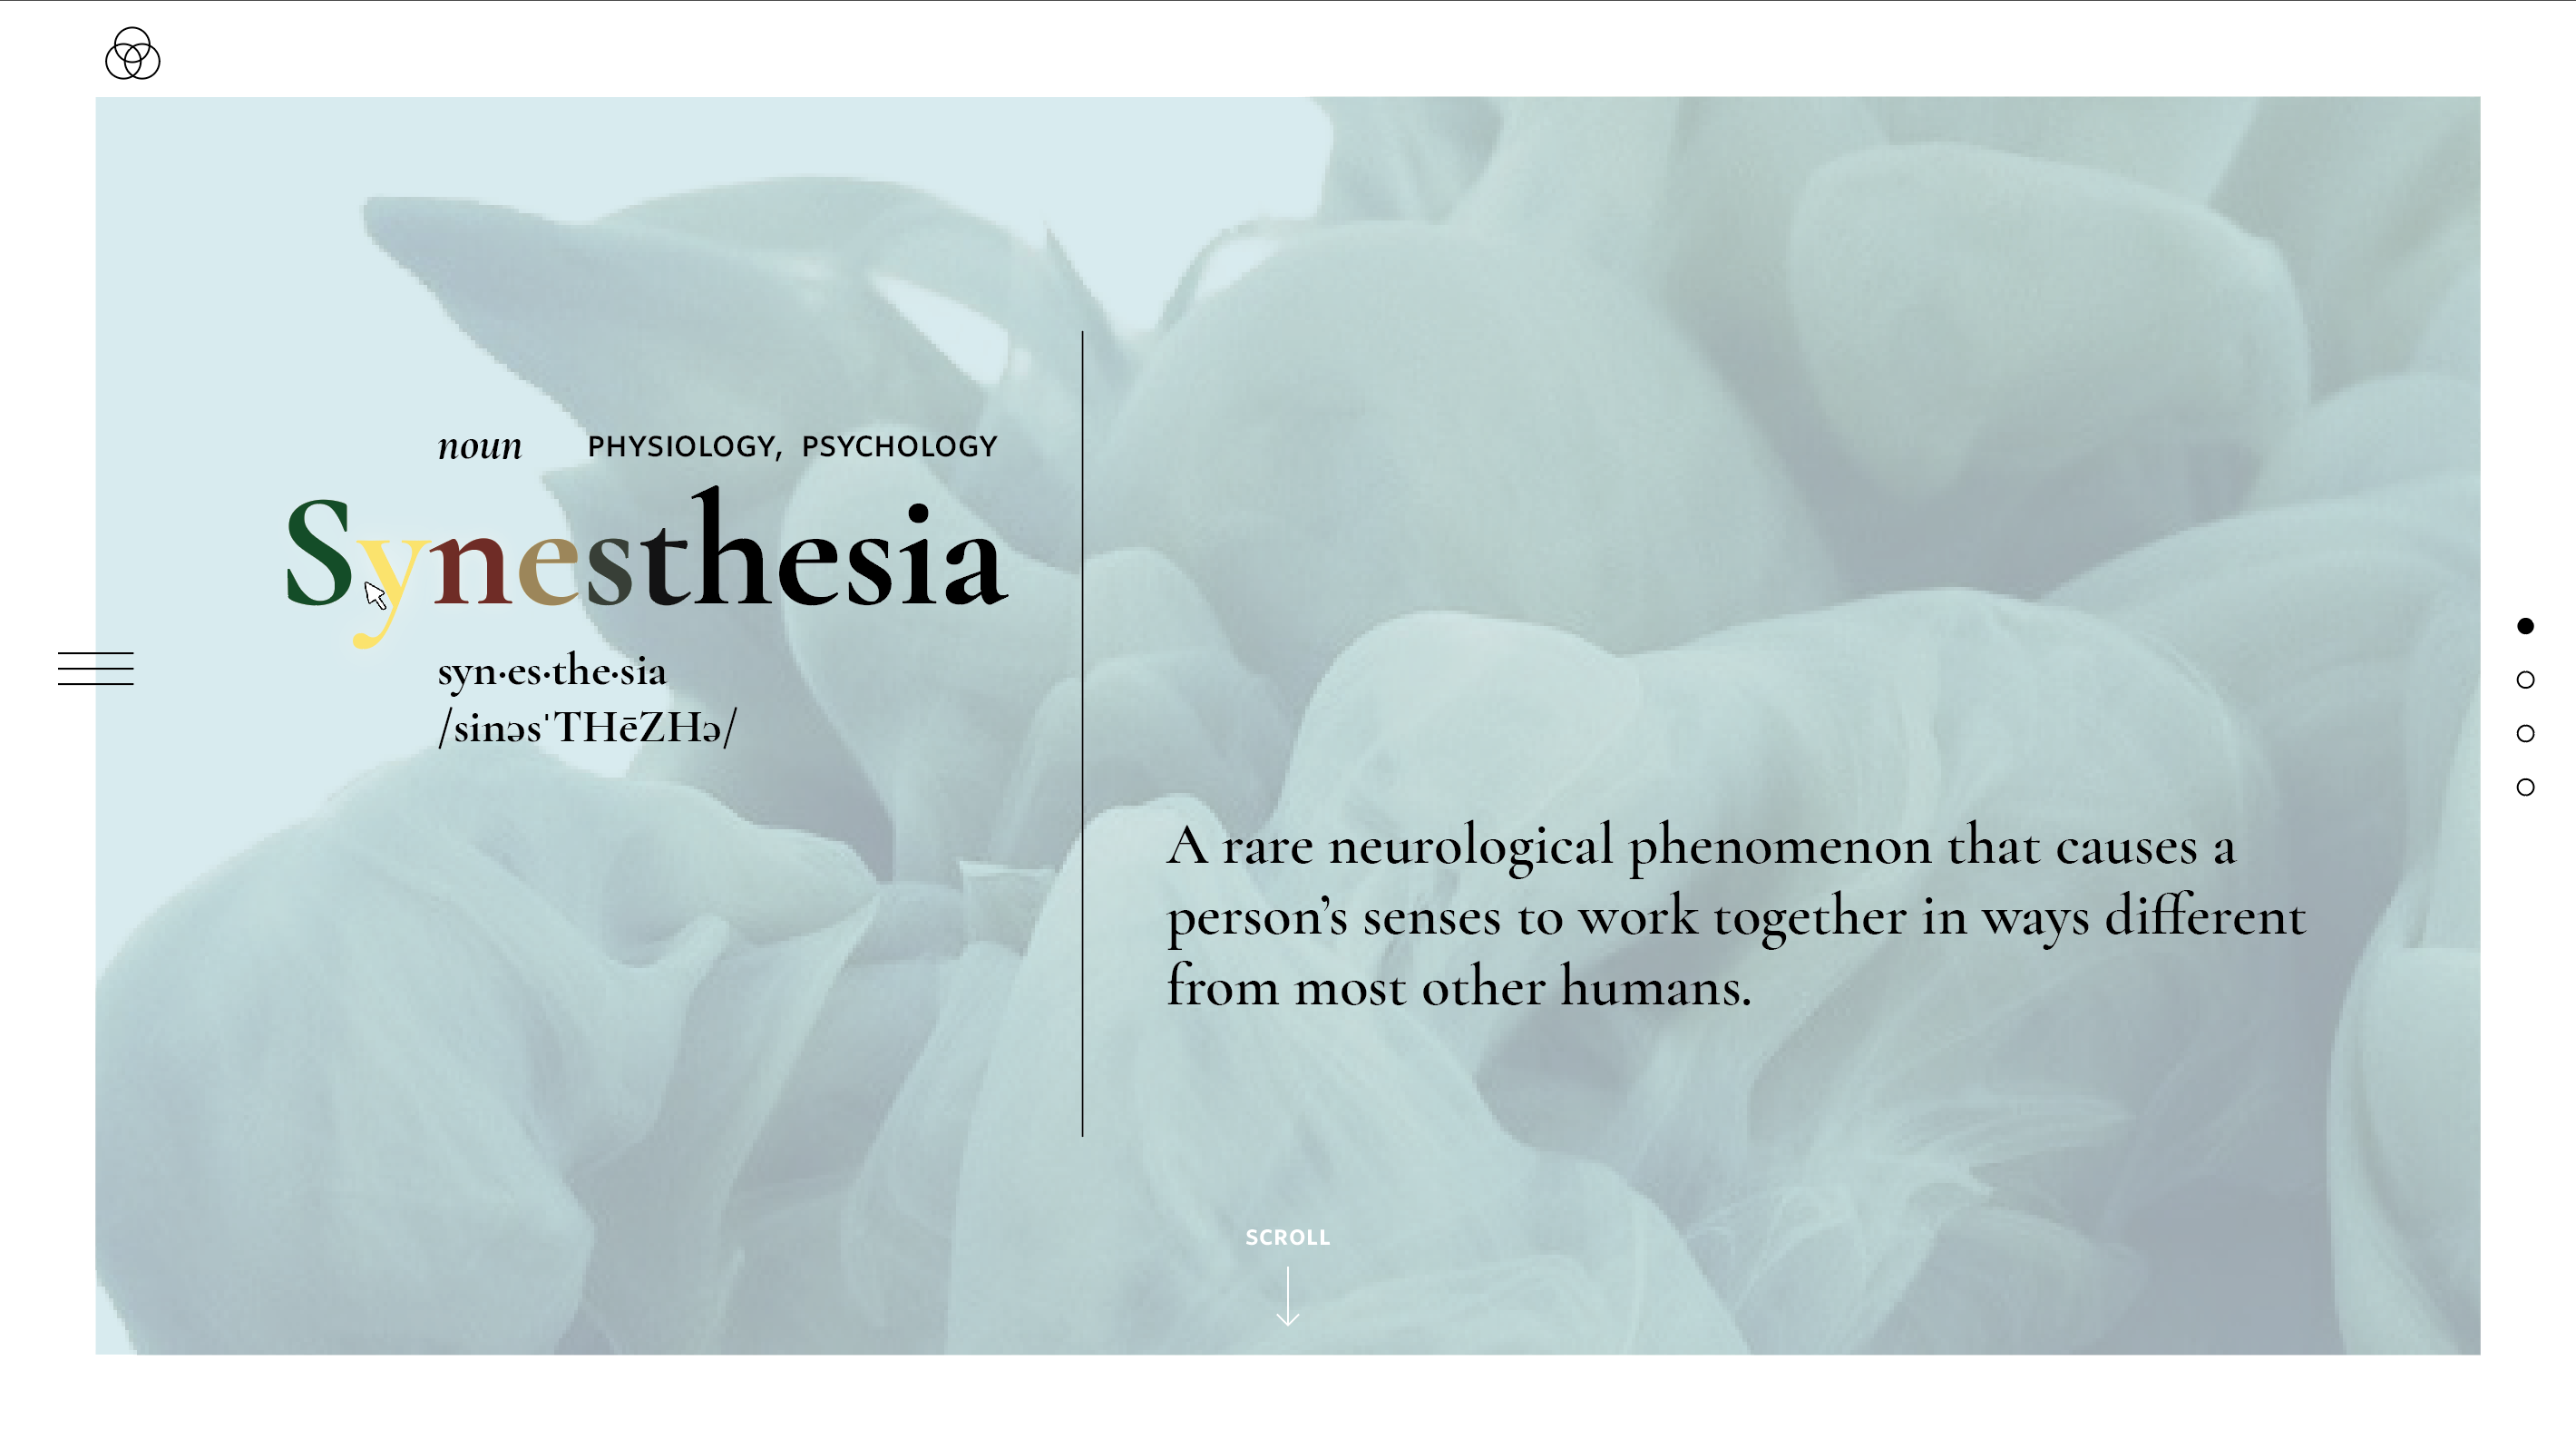 noun PHYSIOLOGY, PSYCHOLOGY
Synesthesia
syn·es·the·sia
/sinəsˈTHēZHə/
A rare neurological phenomenon that causes a
person’s senses to work together in ways different
from most other humans.
SCROLL